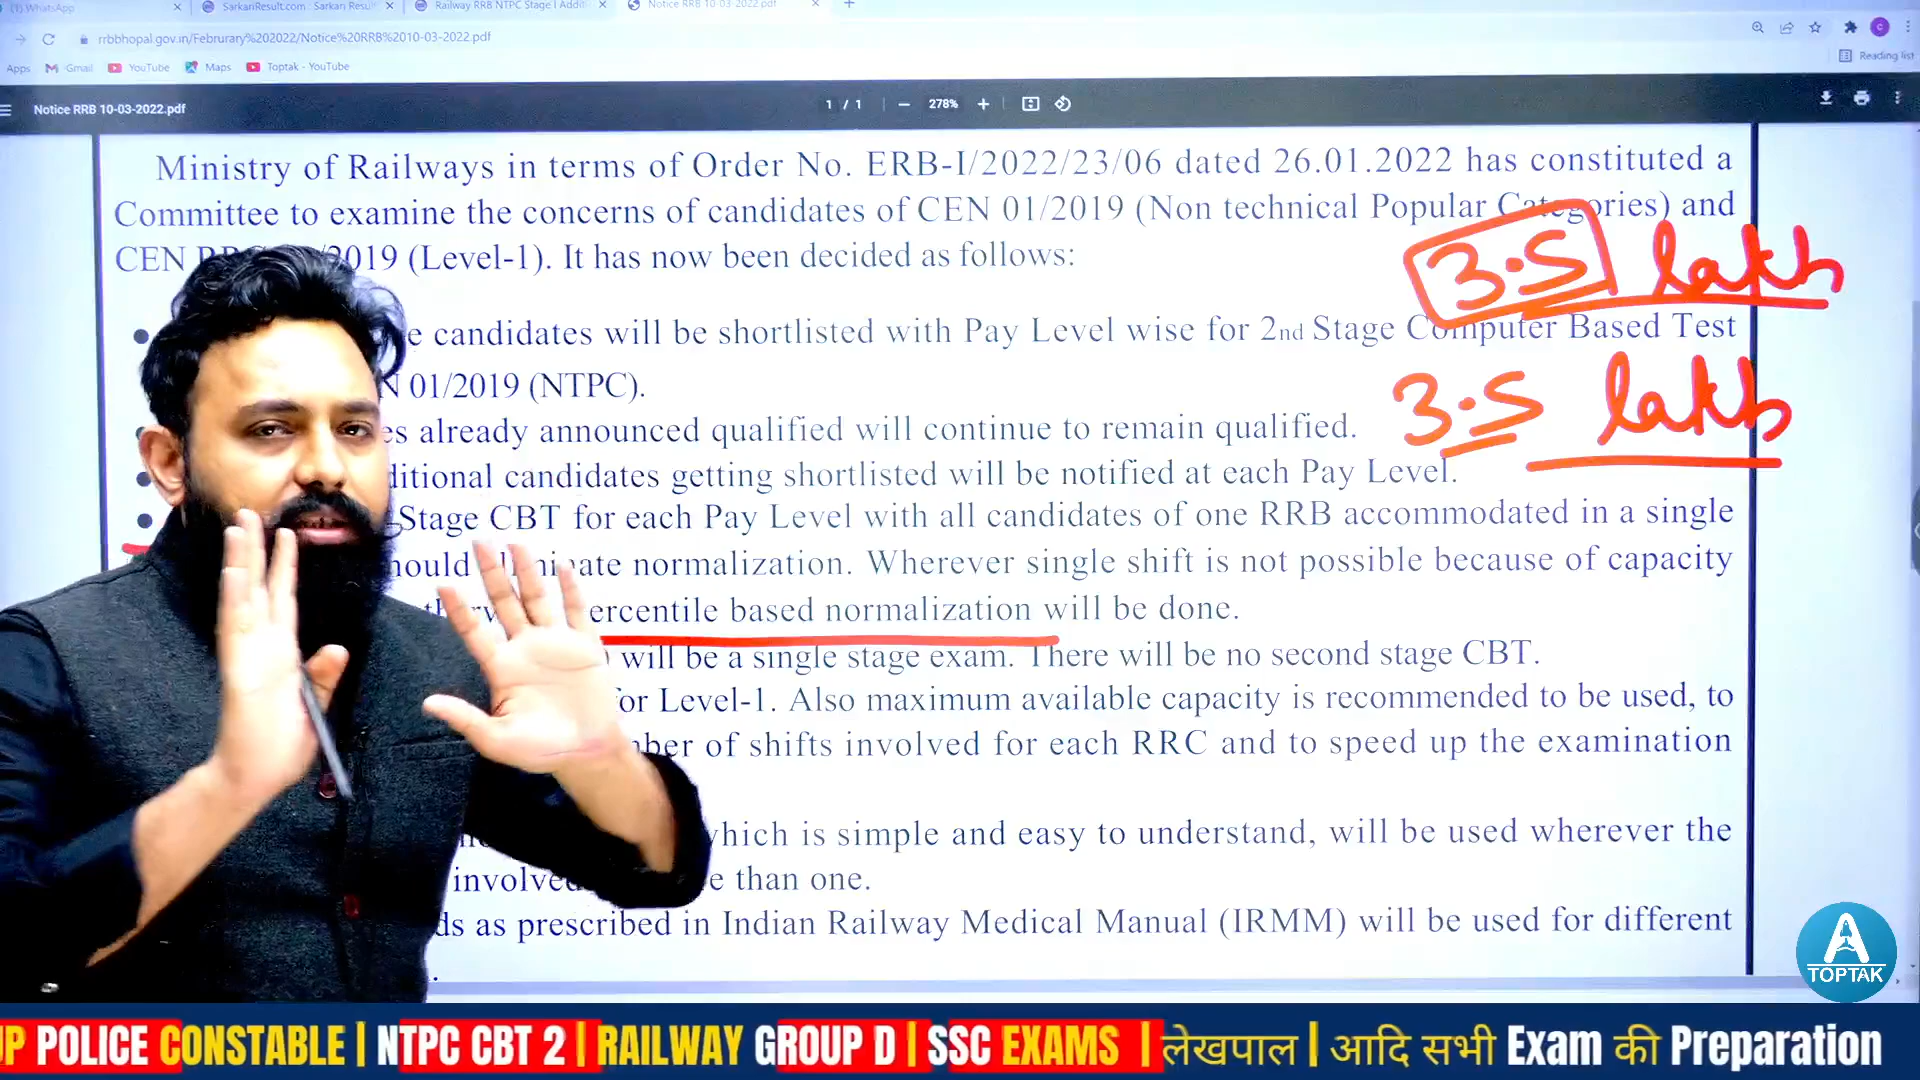 (1) WhatsApp
SarkariResult.com : Sarkari Result
Railway RRB NTPC Stage I Addit
Notice RRB 10-03-2022.pdf
rrbbhopal.gov.in/Februrary%202022/Notice%20RRB%2010-03-2022.pdf
Apps Gmail YouTube Maps Toptak - YouTube Reading list
Notice RRB 10-03-2022.pdf 1 / 1 278%
Ministry of Railways in terms of Order No. ERB-I/2022/23/06 dated 26.01.2022 has constituted a
Committee to examine the concerns of candidates of CEN 01/2019 (Non technical Popular Categories) and
CEN 2019 (Level-1). It has now been decided as follows:
3.5 lakh
e candidates will be shortlisted with Pay Level wise for 2nd Stage Computer Based Test
N 01/2019 (NTPC).
3.5 lakh
es already announced qualified will continue to remain qualified.
ditional candidates getting shortlisted will be notified at each Pay Level.
Stage CBT for each Pay Level with all candidates of one RRB accommodated in a single
hould eliminate normalization. Wherever single shift is not possible because of capacity
ercentile based normalization will be done.
) will be a single stage exam. There will be no second stage CBT.
for Level-1. Also maximum available capacity is recommended to be used, to
nber of shifts involved for each RRC and to speed up the examination
which is simple and easy to understand, will be used wherever the
involved e than one.
ds as prescribed in Indian Railway Medical Manual (IRMM) will be used for different
A
TOPTAK
UP POLICE CONSTABLE | NTPC CBT 2 | RAILWAY GROUP D | SSC EXAMS | लेखपाल | आदि सभी Exam की Preparation